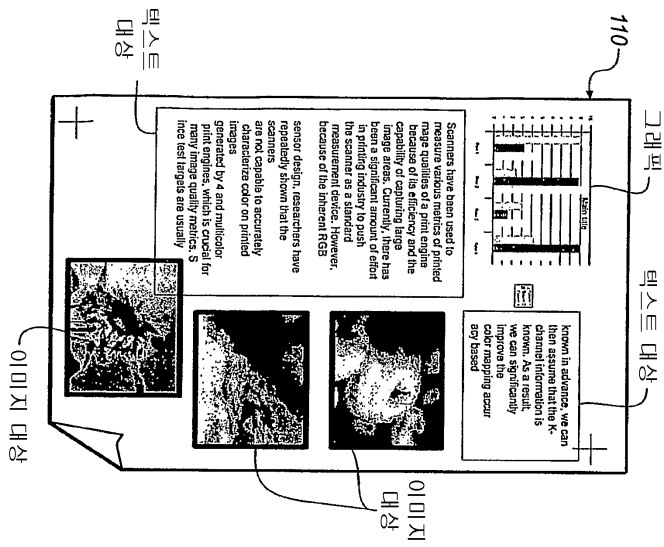 그래픽
텍스트 대상
110
Main title
known in advance, we can
then assume that the K-
channel information is
known. As a result,
we can significantly
improve the
color mapping accur
acy based
Scanners have been used to
measure various metrics of printed
mage qualities of a print engine
because of its efficiency and the
capability of capturing large
image areas. Currently, there has
been a significant amount of effort
in printing industry to push
the scanner as a standard
measurement device. However,
because of the inherent RGB
sensor design, researchers have
repeatedly shown that the
scanners
are not capable to accurately
characterize color on printed
images
generated by 4 and multicolor
print engines, which is crucial for
many image quality metrics. S
ince test targets are usually
이미지
대상
텍스트
대상
이미지 대상